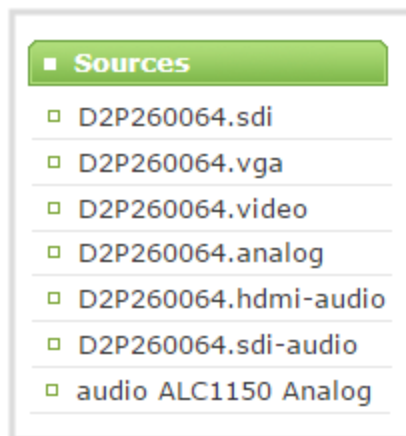 Sources
D2P260064.sdi
D2P260064.vga
D2P260064.video
D2P260064.analog
D2P260064.hdmi-audio
D2P260064.sdi-audio
audio ALC1150 Analog